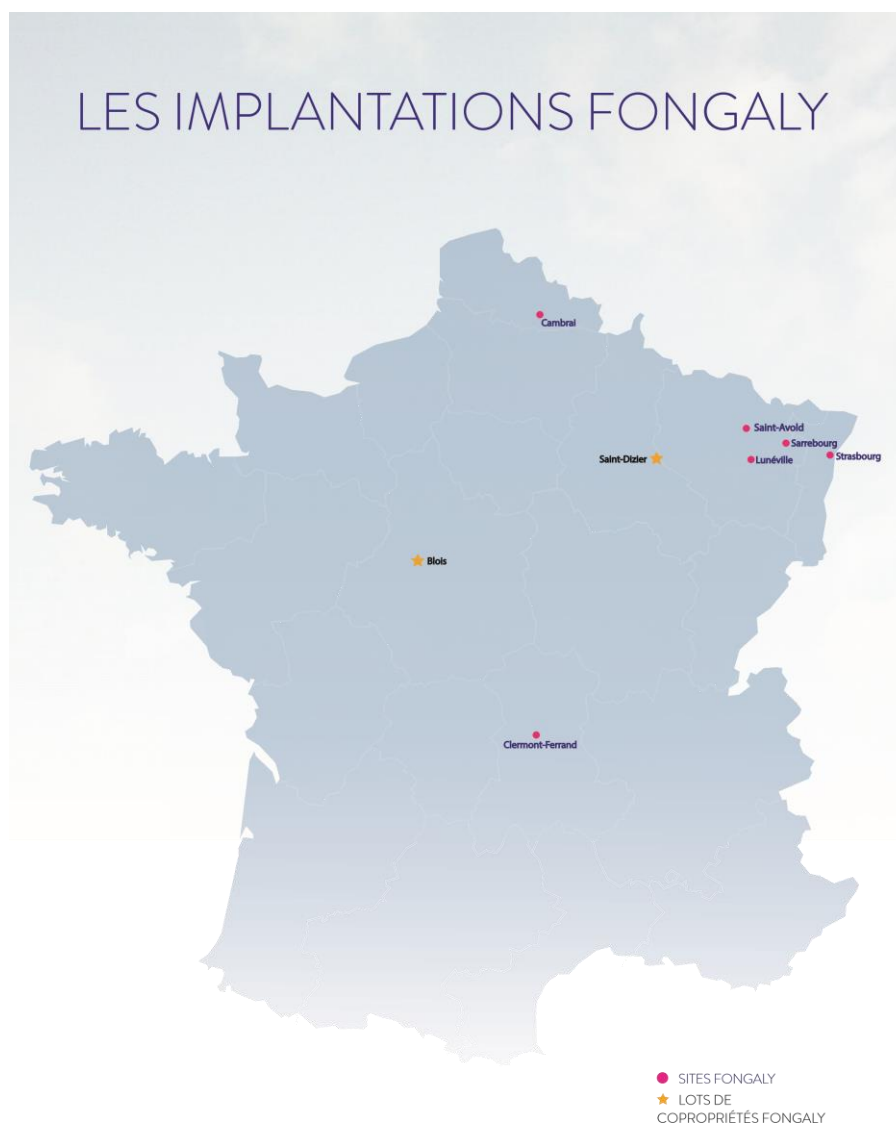 LES IMPLANTATIONS FONGALY
Cambrai
Saint-Avold
Sarrebourg
Saint-Dizier
Lunéville
Strasbourg
Blois
Clermont-Ferrand
SITES FONGALY
LOTS DE
COPROPRIÉTÉS FONGALY